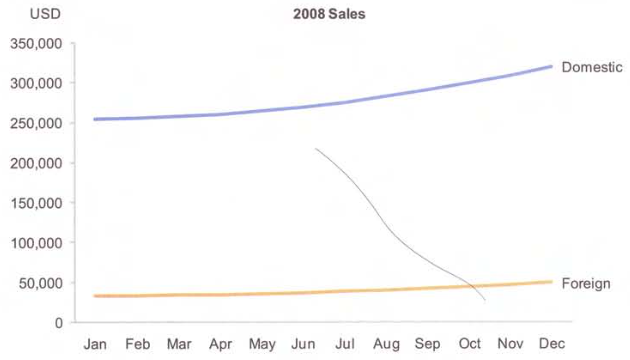 USD
2008 Sales
350,000
300,000
250,000
200,000
150,000
100,000
50,000
0
Domestic
Foreign
Jan Feb Mar Apr May Jun Jul Aug Sep Oct Nov Dec